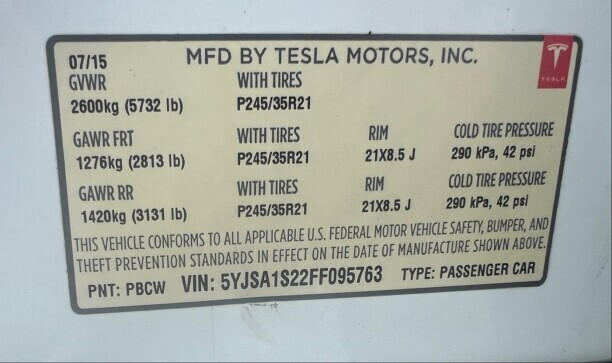 07/15 MFD BY TESLA MOTORS, INC.
TESLA
GVWR WITH TIRES
2600kg (5732 lb) P245/35R21
GAWR FRT WITH TIRES RIM COLD TIRE PRESSURE
1276kg (2813 lb) P245/35R21 21X8.5 J 290 kPa, 42 psi
GAWR RR WITH TIRES RIM COLD TIRE PRESSURE
1420kg (3131 lb) P245/35R21 21X8.5 J 290 kPa, 42 psi
THIS VEHICLE CONFORMS TO ALL APPLICABLE U.S. FEDERAL MOTOR VEHICLE SAFETY, BUMPER, AND
THEFT PREVENTION STANDARDS IN EFFECT ON THE DATE OF MANUFACTURE SHOWN ABOVE.
PNT: PBCW VIN: 5YJSA1S22FF095763 TYPE: PASSENGER CAR